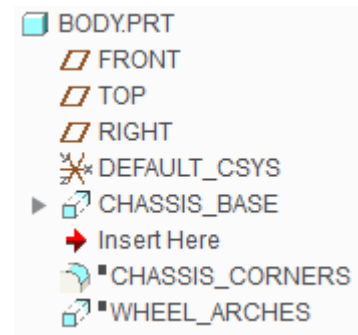 BODY.PRT
FRONT
TOP
RIGHT
DEFAULT_CSYS
CHASSIS_BASE
Insert Here
CHASSIS_CORNERS
WHEEL_ARCHES